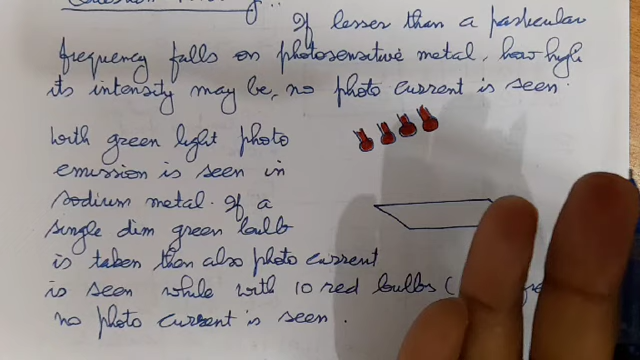 If lesser than a particular
frequency falls on photosensitive metal, how high
its intensity may be, no photo current is seen.
With green light photo
emission is seen in
sodium metal. If a
single dim green bulb
is taken then also photo current
is seen while with 10 red bulbs (
no photo current is seen.